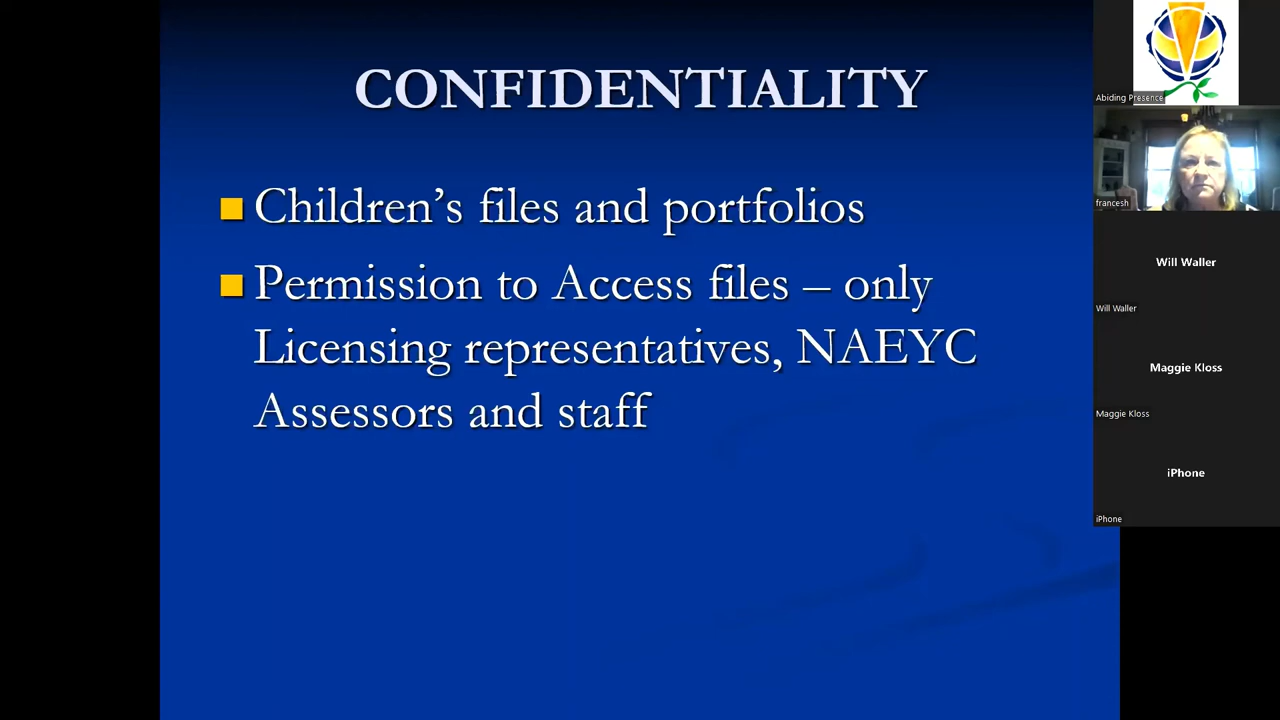 CONFIDENTIALITY
Children’s files and portfolios
Permission to Access files – only
Licensing representatives, NAEYC
Assessors and staff
Abiding Presence
francesh
Will Waller
Will Waller
Maggie Kloss
Maggie Kloss
iPhone
iPhone